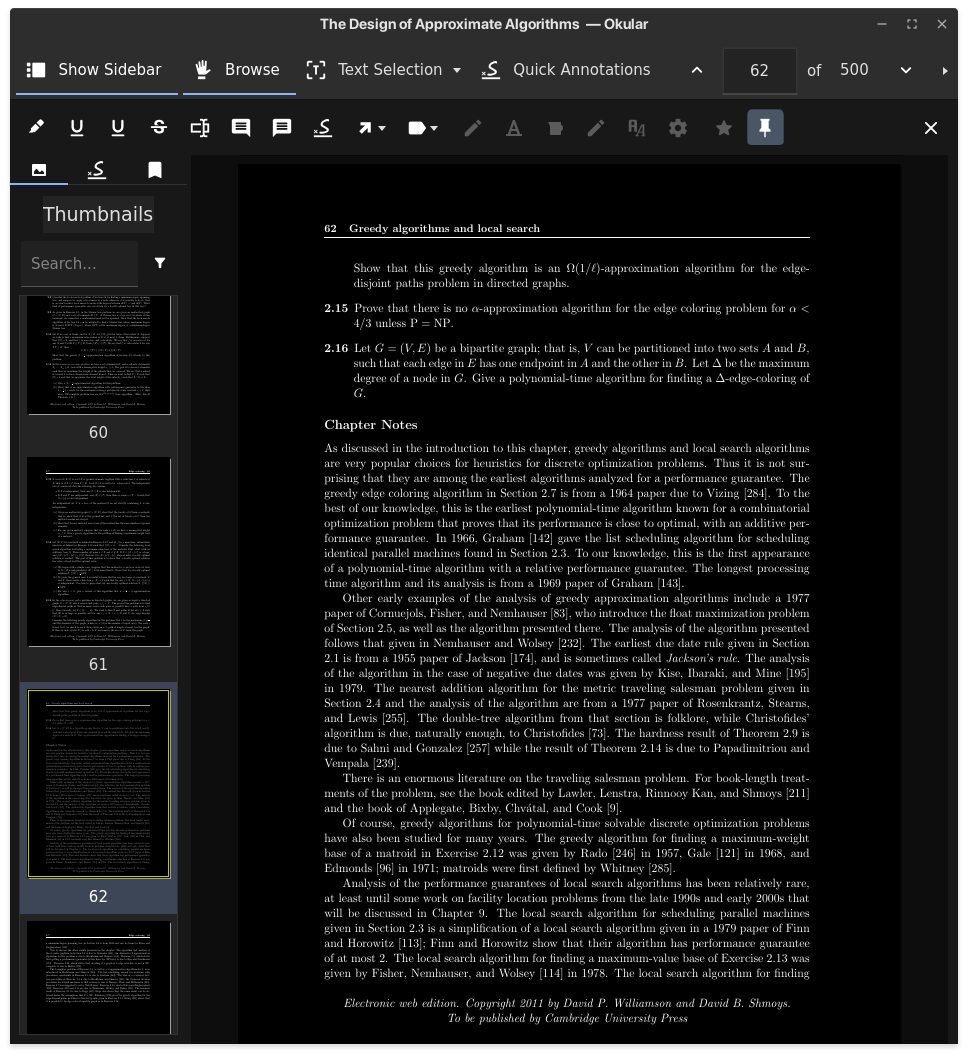 The Design of Approximate Algorithms — Okular
Show Sidebar Browse Text Selection Quick Annotations 62 of 500
Thumbnails
Search...
60
61
62
62 Greedy algorithms and local search
Show that this greedy algorithm is an Ω(1/ℓ)-approximation algorithm for the edge-
disjoint paths problem in directed graphs.
2.15 Prove that there is no α-approximation algorithm for the edge coloring problem for α <
4/3 unless P = NP.
2.16 Let G = (V, E) be a bipartite graph; that is, V can be partitioned into two sets A and B,
such that each edge in E has one endpoint in A and the other in B. Let Δ be the maximum
degree of a node in G. Give a polynomial-time algorithm for finding a Δ-edge-coloring of
G.
Chapter Notes
As discussed in the introduction to this chapter, greedy algorithms and local search algorithms
are very popular choices for heuristics for discrete optimization problems. Thus it is not sur-
prising that they are among the earliest algorithms analyzed for a performance guarantee. The
greedy edge coloring algorithm in Section 2.7 is from a 1964 paper due to Vizing [284]. To the
best of our knowledge, this is the earliest polynomial-time algorithm known for a combinatorial
optimization problem that proves that its performance is close to optimal, with an additive per-
formance guarantee. In 1966, Graham [142] gave the list scheduling algorithm for scheduling
identical parallel machines found in Section 2.3. To our knowledge, this is the first appearance
of a polynomial-time algorithm with a relative performance guarantee. The longest processing
time algorithm and its analysis is from a 1969 paper of Graham [143].
Other early examples of the analysis of greedy approximation algorithms include a 1977
paper of Cornuejols, Fisher, and Nemhauser [83], who introduce the float maximization problem
of Section 2.5, as well as the algorithm presented there. The analysis of the algorithm presented
follows that given in Nemhauser and Wolsey [232]. The earliest due date rule given in Section
2.1 is from a 1955 paper of Jackson [174], and is sometimes called Jackson's rule. The analysis
of the algorithm in the case of negative due dates was given by Kise, Ibaraki, and Mine [195]
in 1979. The nearest addition algorithm for the metric traveling salesman problem given in
Section 2.4 and the analysis of the algorithm are from a 1977 paper of Rosenkrantz, Stearns,
and Lewis [255]. The double-tree algorithm from that section is folklore, while Christofides'
algorithm is due, naturally enough, to Christofides [73]. The hardness result of Theorem 2.9 is
due to Sahni and Gonzalez [257] while the result of Theorem 2.14 is due to Papadimitriou and
Vempala [239].
There is an enormous literature on the traveling salesman problem. For book-length treat-
ments of the problem, see the book edited by Lawler, Lenstra, Rinnooy Kan, and Shmoys [211]
and the book of Applegate, Bixby, Chvátal, and Cook [9].
Of course, greedy algorithms for polynomial-time solvable discrete optimization problems
have also been studied for many years. The greedy algorithm for finding a maximum-weight
base of a matroid in Exercise 2.12 was given by Rado [246] in 1957, Gale [121] in 1968, and
Edmonds [96] in 1971; matroids were first defined by Whitney [285].
Analysis of the performance guarantees of local search algorithms has been relatively rare,
at least until some work on facility location problems from the late 1990s and early 2000s that
will be discussed in Chapter 9. The local search algorithm for scheduling parallel machines
given in Section 2.3 is a simplification of a local search algorithm given in a 1979 paper of Finn
and Horowitz [113]; Finn and Horowitz show that their algorithm has performance guarantee
of at most 2. The local search algorithm for finding a maximum-value base of Exercise 2.13 was
given by Fisher, Nemhauser, and Wolsey [114] in 1978. The local search algorithm for finding
Electronic web edition. Copyright 2011 by David P. Williamson and David B. Shmoys.
To be published by Cambridge University Press